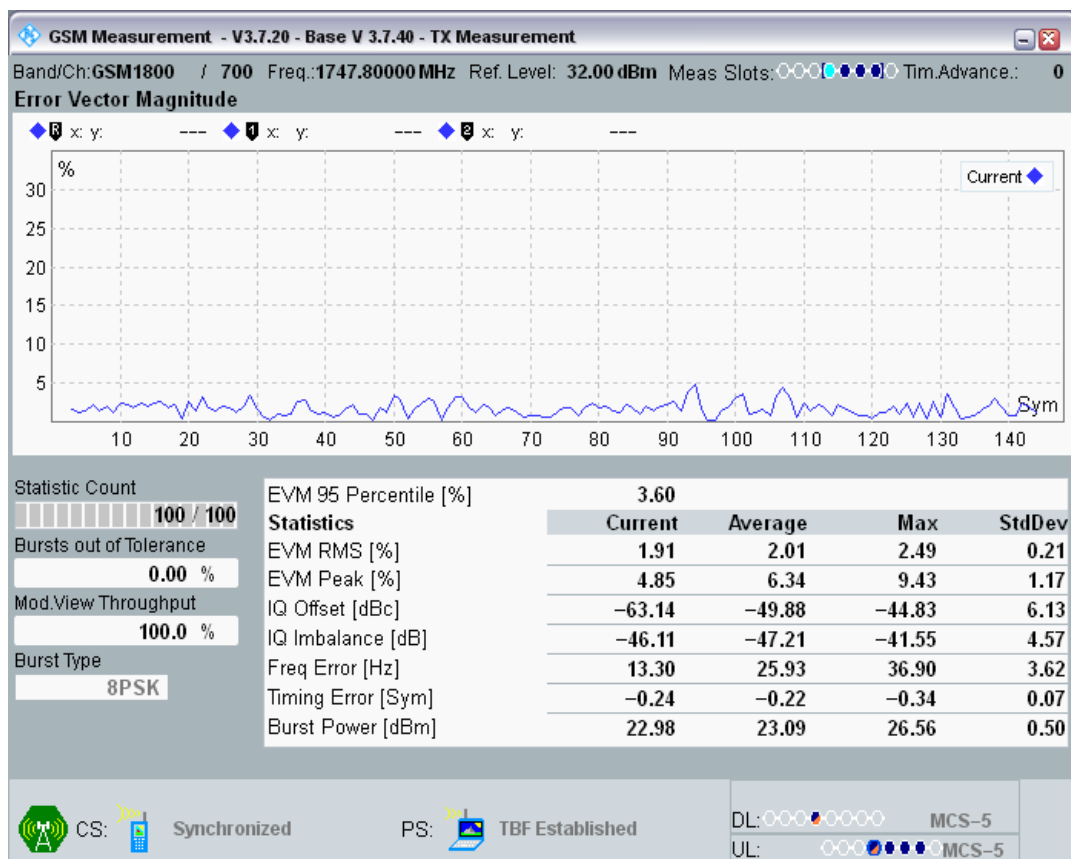 GSM Measurement - V3.7.20 - Base V 3.7.40 - TX Measurement
Band/Ch:GSM1800 / 700 Freq.:1747.80000 MHz Ref. Level: 32.00 dBm Meas Slots: Tim.Advance.: 0
Error Vector Magnitude
R x: y: --- 1 x: y: --- 2 x: y: ---
%
Current
30
25
20
15
10
5
Sym
10 20 30 40 50 60 70 80 90 100 110 120 130 140
Statistic Count
100 / 100
Bursts out of Tolerance
0.00 %
Mod.View Throughput
100.0 %
Burst Type
8PSK
EVM 95 Percentile [%] 3.60
Statistics Current Average Max StdDev
EVM RMS [%] 1.91 2.01 2.49 0.21
EVM Peak [%] 4.85 6.34 9.43 1.17
IQ Offset [dBc] −63.14 −49.88 −44.83 6.13
IQ Imbalance [dB] −46.11 −47.21 −41.55 4.57
Freq Error [Hz] 13.30 25.93 36.90 3.62
Timing Error [Sym] −0.24 −0.22 −0.34 0.07
Burst Power [dBm] 22.98 23.09 26.56 0.50
CS: Synchronized PS: TBF Established
DL: MCS−5
UL: MCS−5